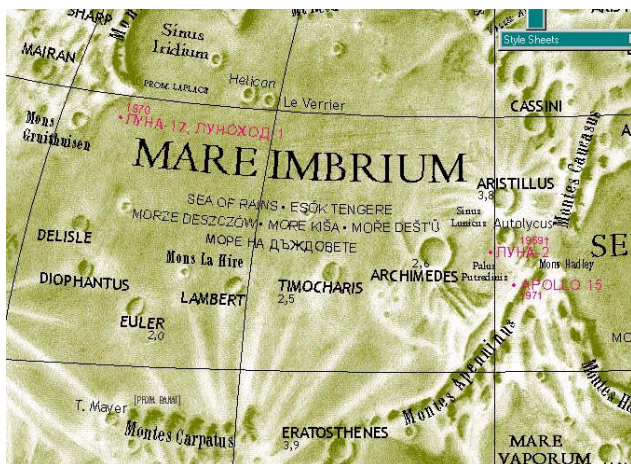 SHARP
MAIRAN
Sinus
Iridium
PROM. LAPLACE
Helicon
Le Verrier
Style Sheets
CASSINI
Montes Caucasus
Mons
Gruithuisen
1970
ЛУНА-17, ЛУНОХОД-1
MARE IMBRIUM
SEA OF RAINS • ESŐK TENGERE
MORZE DESZCZÓW • MORE KIŠA • MOŘE DEŠŤŮ
МОРЕ НА ДЪЖДОВЕТЕ
ARISTILLUS
3,8
Sinus
Lunicus
Autolycus
1959†
ЛУНА-2
Palus
Putredinis
Mons Hadley
APOLLO 15
1971
DELISLE
DIOPHANTUS
Mons La Hire
LAMBERT
TIMOCHARIS
2,5
ARCHIMEDES
2,6
EULER
2,0
T. Mayer
Montes Carpatus
ERATOSTHENES
3,9
Montes Apenninus
MARE
VAPORUM